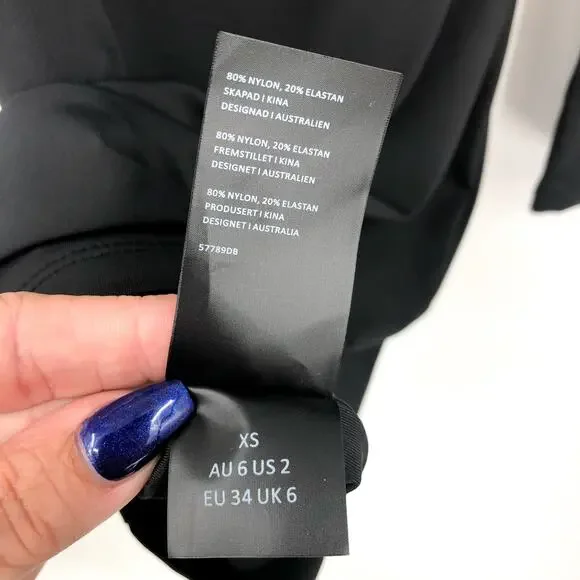 80% NYLON, 20% ELASTAN
SKAPAD I KINA
DESIGNAD I AUSTRALIEN
80% NYLON, 20% ELASTAN
FREMSTILLET I KINA
DESIGNET I AUSTRALIEN
80% NYLON, 20% ELASTAN
PRODUSERT I KINA
DESIGNET I AUSTRALIA
57789DB
XS
AU 6 US 2
EU 34 UK 6